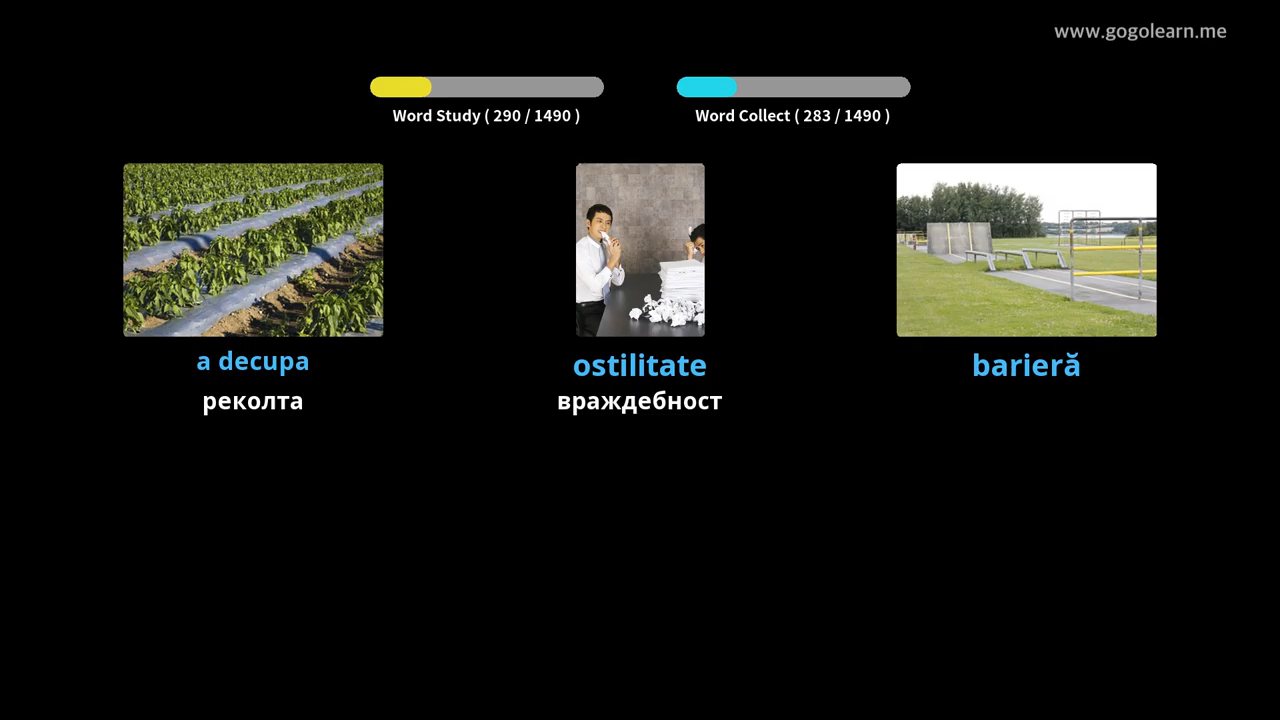 www.gogolearn.me
Word Study ( 290 / 1490 )
Word Collect ( 283 / 1490 )
a decupa
реколта
ostilitate
враждебност
barieră